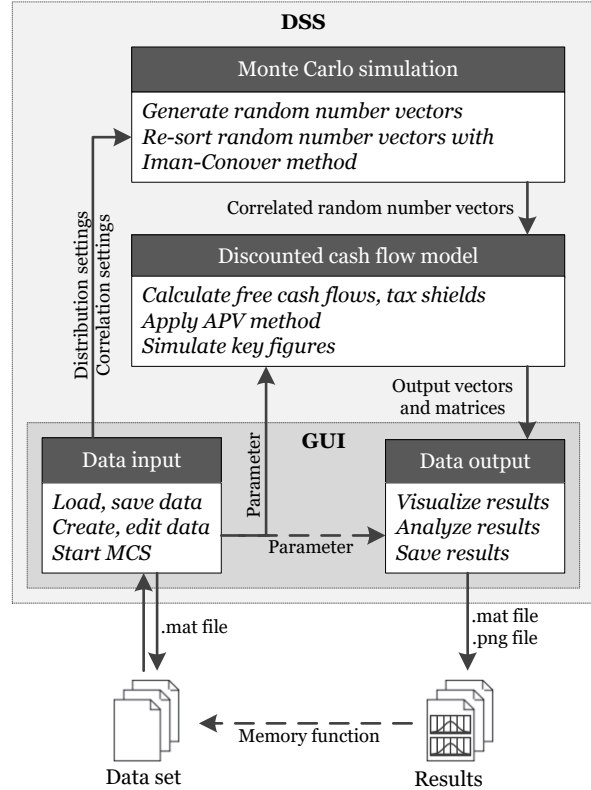 DSS
Monte Carlo simulation
Generate random number vectors
Re-sort random number vectors with
Iman-Conover method
Distribution settings
Correlation settings
Correlated random number vectors
Discounted cash flow model
Calculate free cash flows, tax shields
Apply APV method
Simulate key figures
Output vectors
and matrices
GUI
Data input
Load, save data
Create, edit data
Start MCS
Parameter
Parameter
Data output
Visualize results
Analyze results
Save results
.mat file
.mat file
.png file
Memory function
Data set
Results